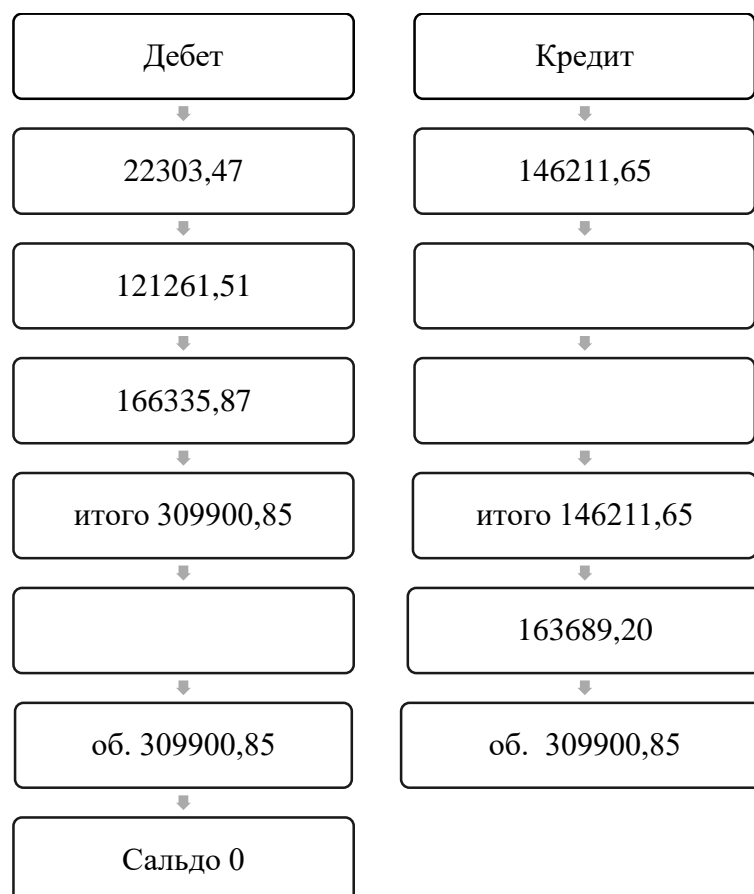 Дебет
Кредит
22303,47
146211,65
121261,51
166335,87
итого 309900,85
итого 146211,65
163689,20
об. 309900,85
об. 309900,85
Сальдо 0